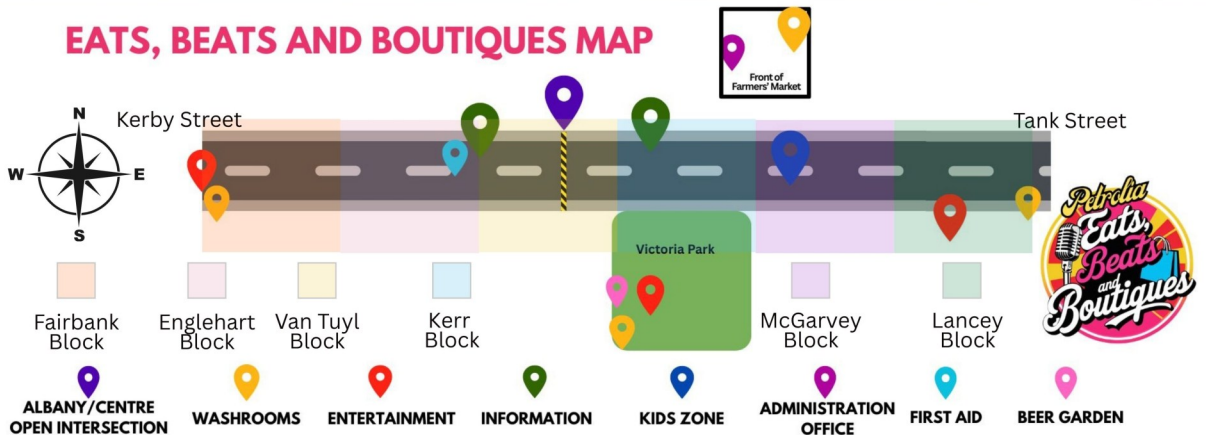 EATS, BEATS AND BOUTIQUES MAP
Front of
Farmers' Market
N
Kerby Street
Tank Street
W
E
S
Petrolia
Eats,
Beats
and
Boutiques
Victoria Park
Fairbank
Block
Englehart
Block
Van Tuyl
Block
Kerr
Block
McGarvey
Block
Lancey
Block
ALBANY/CENTRE
OPEN INTERSECTION
WASHROOMS
ENTERTAINMENT
INFORMATION
KIDS ZONE
ADMINISTRATION
OFFICE
FIRST AID
BEER GARDEN